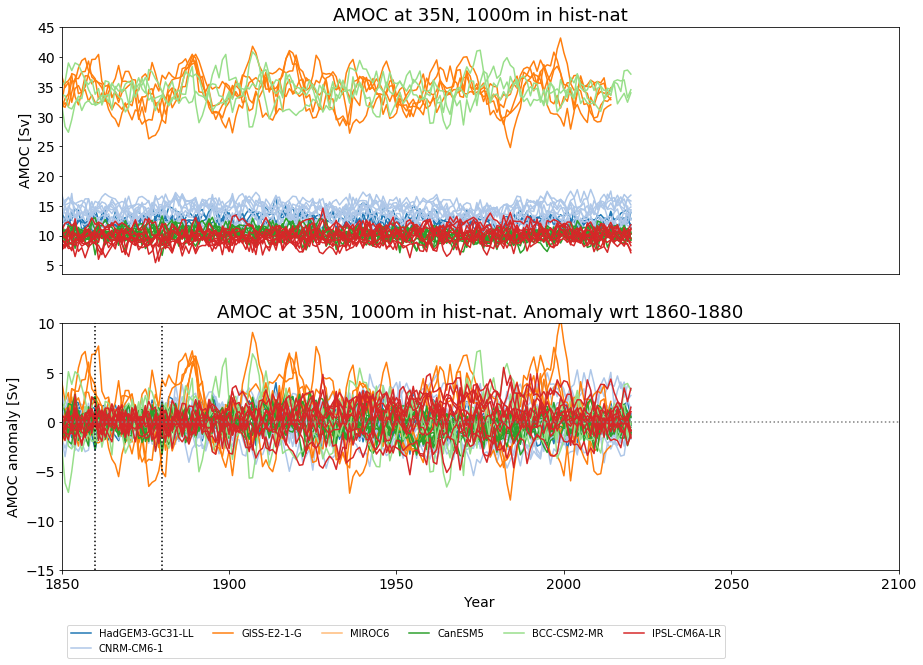 AMOC at 35N, 1000m in hist-nat
45
40
35
30
25
20
15
10
5
AMOC [Sv]
AMOC at 35N, 1000m in hist-nat. Anomaly wrt 1860-1880
10
5
0
−5
−10
−15
AMOC anomaly [Sv]
1850 1900 1950 2000 2050 2100
Year
HadGEM3-GC31-LL GISS-E2-1-G MIROC6 CanESM5 BCC-CSM2-MR IPSL-CM6A-LR
CNRM-CM6-1